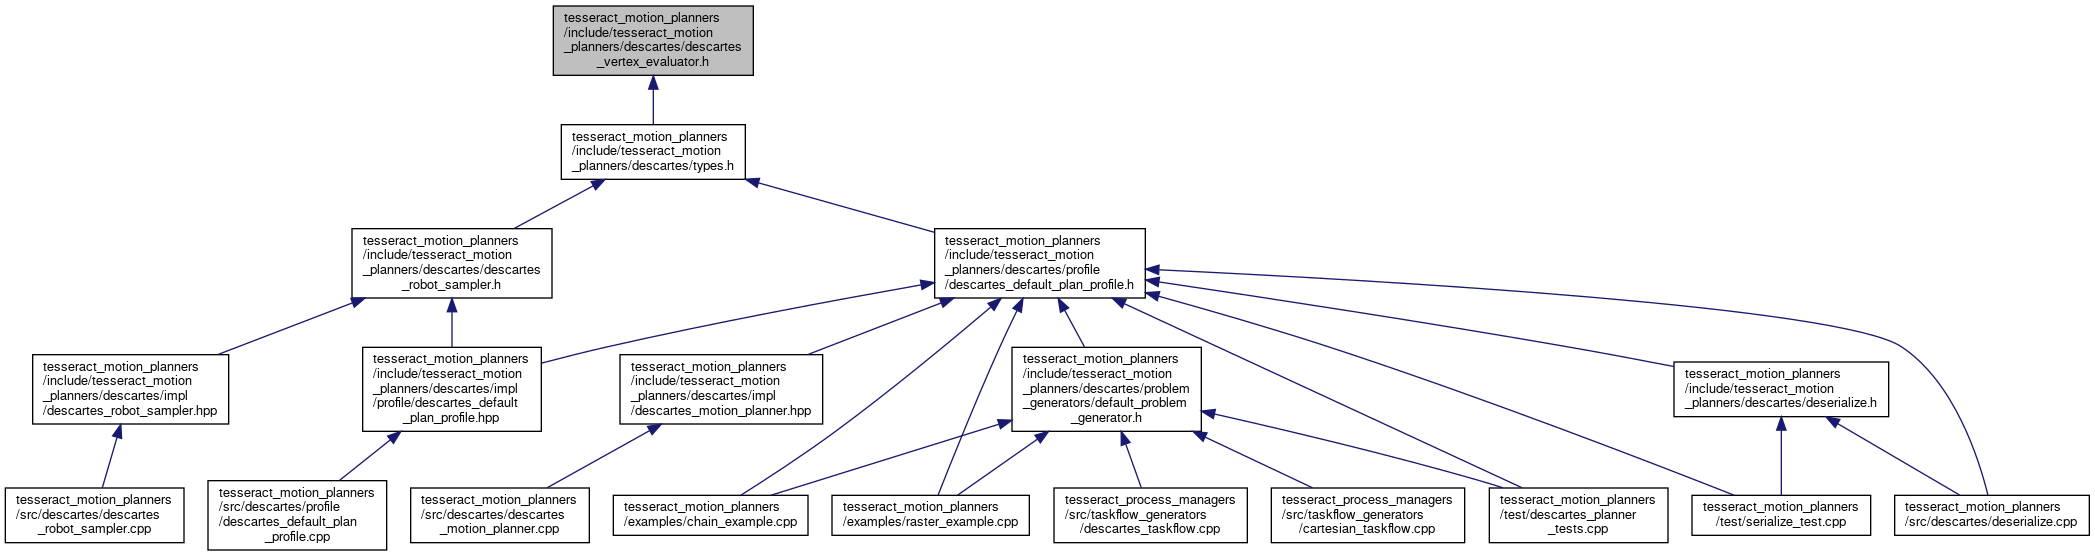 tesseract_motion_planners
/include/tesseract_motion
_planners/descartes/descartes
_vertex_evaluator.h
tesseract_motion_planners
/include/tesseract_motion
_planners/descartes/types.h
tesseract_motion_planners
/include/tesseract_motion
_planners/descartes/descartes
_robot_sampler.h
tesseract_motion_planners
/include/tesseract_motion
_planners/descartes/profile
/descartes_default_plan_profile.h
tesseract_motion_planners
/include/tesseract_motion
_planners/descartes/impl
/descartes_robot_sampler.hpp
tesseract_motion_planners
/include/tesseract_motion
_planners/descartes/impl
/profile/descartes_default
_plan_profile.hpp
tesseract_motion_planners
/include/tesseract_motion
_planners/descartes/impl
/descartes_motion_planner.hpp
tesseract_motion_planners
/include/tesseract_motion
_planners/descartes/problem
_generators/default_problem
_generator.h
tesseract_motion_planners
/include/tesseract_motion
_planners/descartes/deserialize.h
tesseract_motion_planners
/src/descartes/descartes
_robot_sampler.cpp
tesseract_motion_planners
/src/descartes/profile
/descartes_default_plan
_profile.cpp
tesseract_motion_planners
/src/descartes/descartes
_motion_planner.cpp
tesseract_motion_planners
/examples/chain_example.cpp
tesseract_motion_planners
/examples/raster_example.cpp
tesseract_process_managers
/src/taskflow_generators
/descartes_taskflow.cpp
tesseract_process_managers
/src/taskflow_generators
/cartesian_taskflow.cpp
tesseract_motion_planners
/test/descartes_planner
_tests.cpp
tesseract_motion_planners
/test/serialize_test.cpp
tesseract_motion_planners
/src/descartes/deserialize.cpp